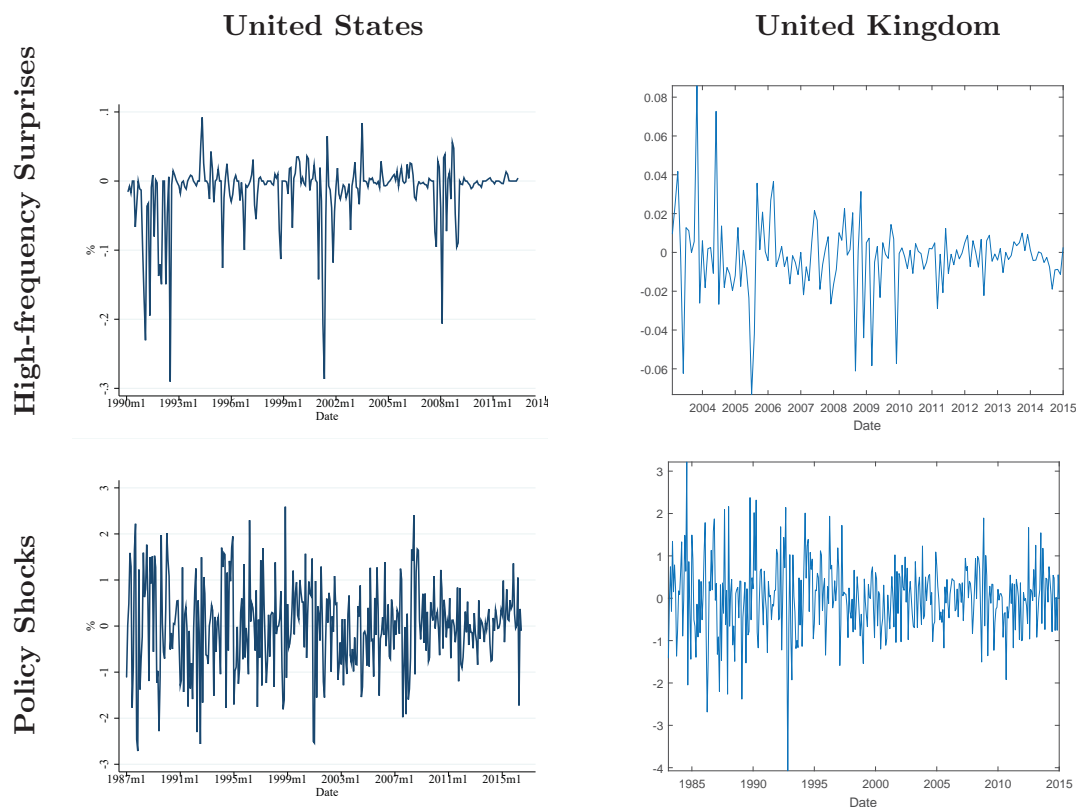 United States
United Kingdom
High-frequency Surprises
.1
0
.1
.2
.3
%
1990m1 1993m1 1996m1 1999m1 2002m1 2005m1 2008m1 2011m1 2014
Date
0.08
0.06
0.04
0.02
0
-0.02
-0.04
-0.06
2004 2005 2006 2007 2008 2009 2010 2011 2012 2013 2014 2015
Date
Policy Shocks
3
2
1
0
-1
-2
-3
%
1987m1 1991m1 1995m1 1999m1 2003m1 2007m1 2011m1 2015m1
Date
3
2
1
0
-1
-2
-3
-4
1985 1990 1995 2000 2005 2010 2015
Date